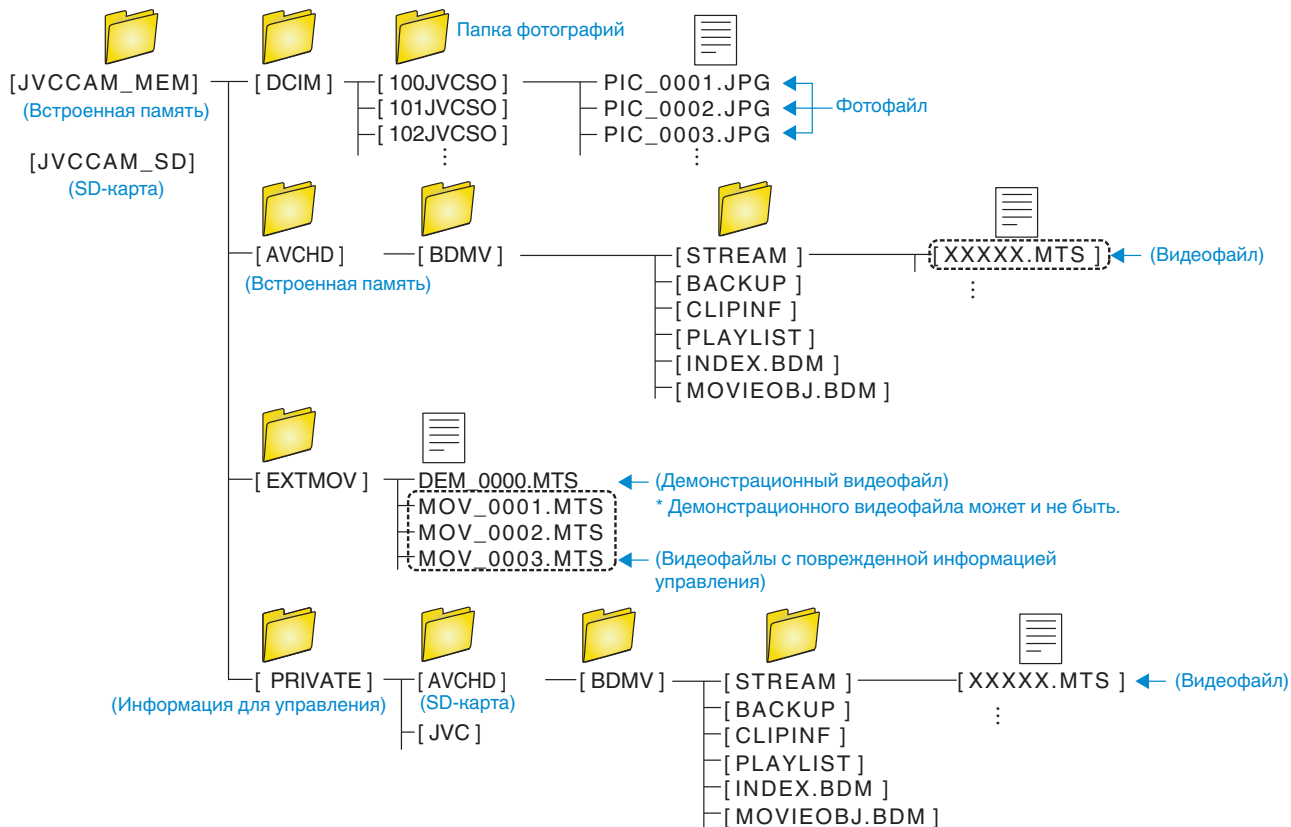 Папка фотографий
[JVCCAM_MEM] [DCIM] [100JVCSO] PIC_0001.JPG
(Встроенная память) [101JVCSO] PIC_0002.JPG Фотофайл
[102JVCSO] PIC_0003.JPG
[JVCCAM_SD]
(SD-карта)
[AVCHD] [BDMV] [STREAM] [XXXXX.MTS] (Видеофайл)
(Встроенная память) [BACKUP]
[CLIPINF]
[PLAYLIST]
[INDEX.BDM]
[MOVIEOBJ.BDM]
[EXTMOV] DEM_0000.MTS (Демонстрационный видеофайл)
MOV_0001.MTS * Демонстрационного видеофайла может и не быть.
MOV_0002.MTS
MOV_0003.MTS (Видеофайлы с поврежденной информацией
управления)
[PRIVATE] [AVCHD] [BDMV] [STREAM] [XXXXX.MTS] (Видеофайл)
(Информация для управления) (SD-карта) [BACKUP]
[JVC] [CLIPINF]
[PLAYLIST]
[INDEX.BDM]
[MOVIEOBJ.BDM]